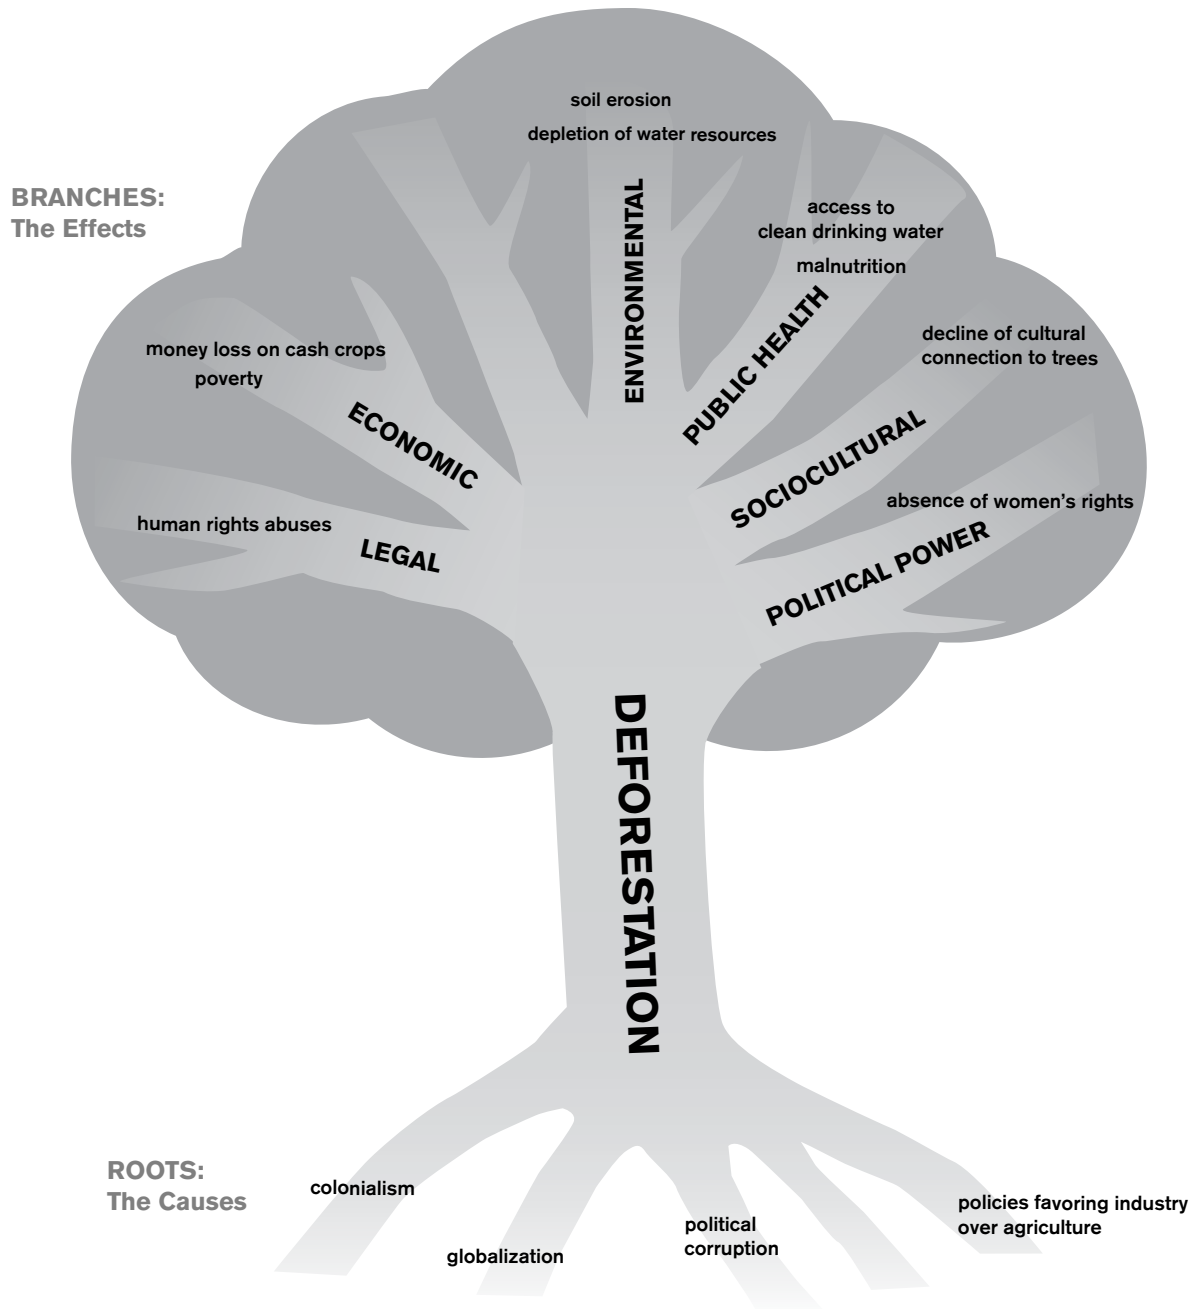 soil erosion
depletion of water resources
BRANCHES:
The Effects
ENVIRONMENTAL
access to
clean drinking water
malnutrition
PUBLIC HEALTH
decline of cultural
connection to trees
SOCIOCULTURAL
money loss on cash crops
poverty
ECONOMIC
absence of women's rights
POLITICAL POWER
human rights abuses
LEGAL
DEFORESTATION
ROOTS:
The Causes
colonialism
globalization
political
corruption
policies favoring industry
over agriculture